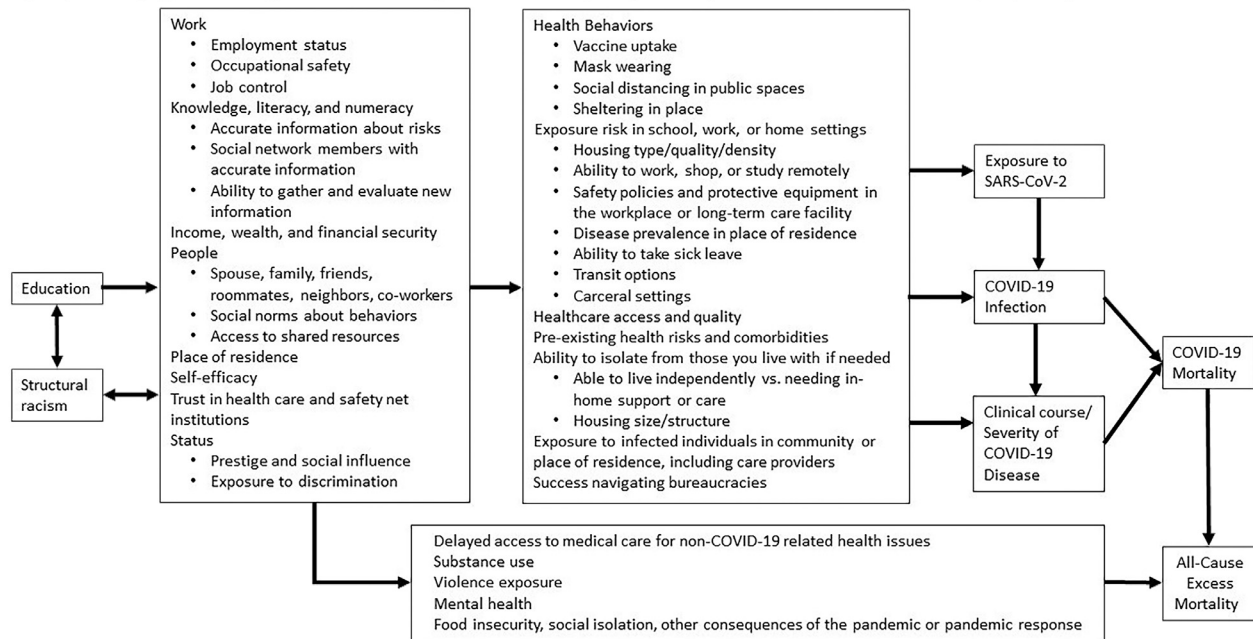 Education
Structural
racism
Work
• Employment status
• Occupational safety
• Job control
Knowledge, literacy, and numeracy
• Accurate information about risks
• Social network members with
accurate information
• Ability to gather and evaluate new
information
Income, wealth, and financial security
People
• Spouse, family, friends,
roommates, neighbors, co-workers
• Social norms about behaviors
• Access to shared resources
Place of residence
Self-efficacy
Trust in health care and safety net
institutions
Status
• Prestige and social influence
• Exposure to discrimination
Health Behaviors
• Vaccine uptake
• Mask wearing
• Social distancing in public spaces
• Sheltering in place
Exposure risk in school, work, or home settings
• Housing type/quality/density
• Ability to work, shop, or study remotely
• Safety policies and protective equipment in
the workplace or long-term care facility
• Disease prevalence in place of residence
• Ability to take sick leave
• Transit options
• Carceral settings
Healthcare access and quality
Pre-existing health risks and comorbidities
Ability to isolate from those you live with if needed
• Able to live independently vs. needing in-
home support or care
• Housing size/structure
Exposure to infected individuals in community or
place of residence, including care providers
Success navigating bureaucracies
Exposure to
SARS-CoV-2
COVID-19
Infection
Clinical course/
Severity of
COVID-19
Disease
COVID-19
Mortality
Delayed access to medical care for non-COVID-19 related health issues
Substance use
Violence exposure
Mental health
Food insecurity, social isolation, other consequences of the pandemic or pandemic response
All-Cause
Excess
Mortality